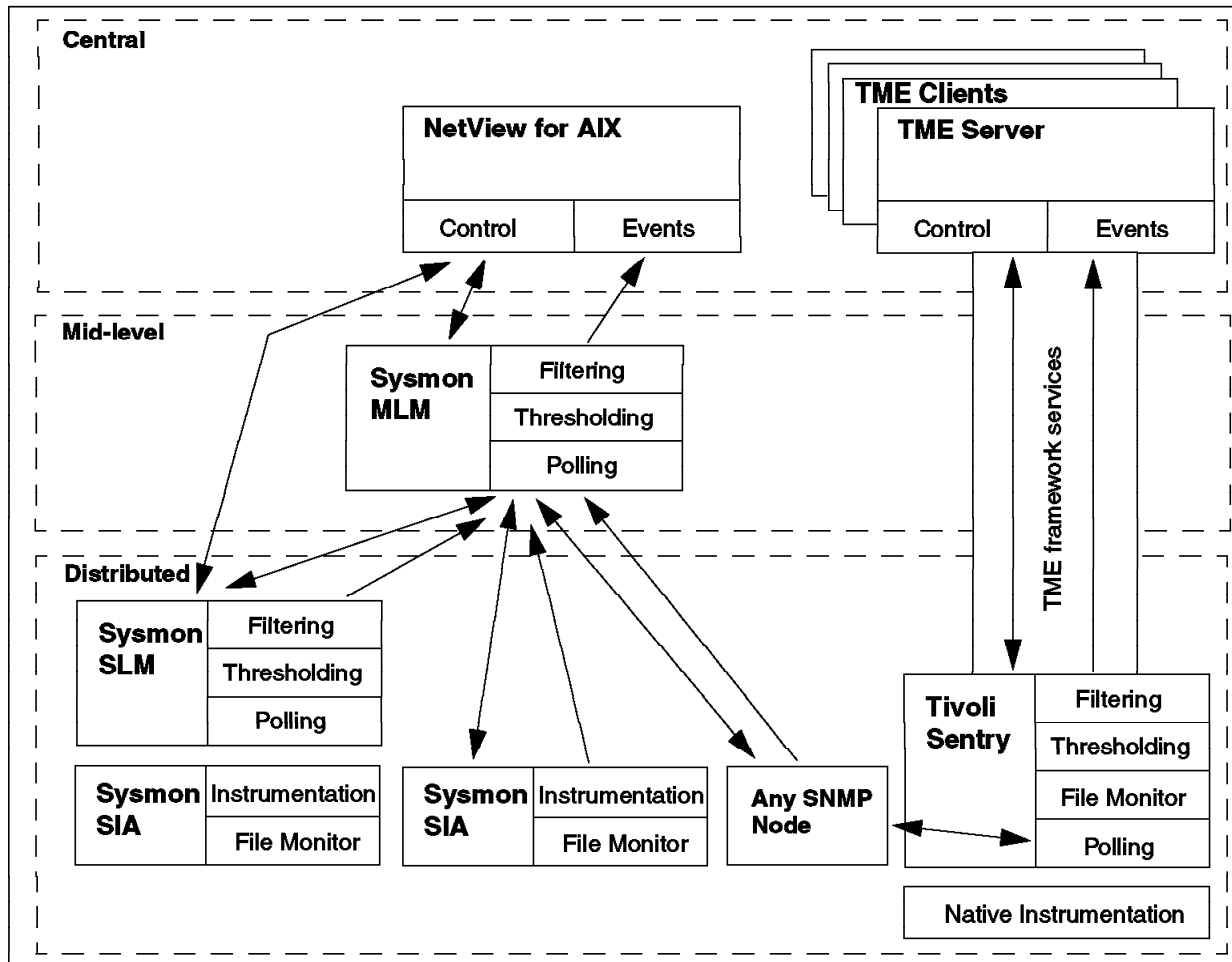 Central
NetView for AIX
Control
Events
TME Clients
TME Server
Control
Events
Mid-level
Sysmon
MLM
Filtering
Thresholding
Polling
TME framework services
Distributed
Sysmon
SLM
Filtering
Thresholding
Polling
Sysmon
SIA
Instrumentation
File Monitor
Sysmon
SIA
Instrumentation
File Monitor
Any SNMP
Node
Tivoli
Sentry
Filtering
Thresholding
File Monitor
Polling
Native Instrumentation